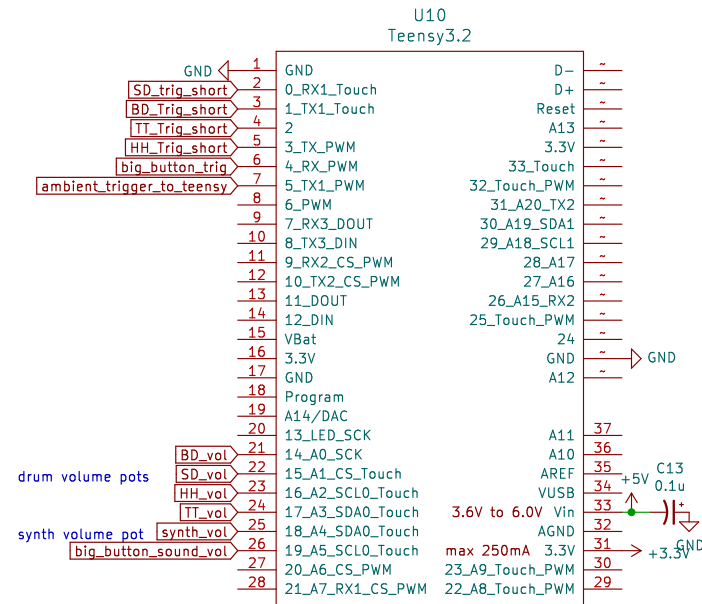 U10
Teensy3.2
GND 1 GND D- ~
SD_trig_short 2 0_RX1_Touch D+ ~
BD_Trig_short 3 1_TX1_Touch Reset ~
TT_Trig_short 4 2 A13 ~
HH_Trig_short 5 3_TX_PWM 3.3V ~
big_button_trig 6 4_RX_PWM 33_Touch ~
ambient_trigger_to_teensy 7 5_TX1_PWM 32_Touch_PWM ~
8 6_PWM 31_A20_TX2 ~
9 7_RX3_DOUT 30_A19_SDA1 ~
10 8_TX3_DIN 29_A18_SCL1 ~
11 9_RX2_CS_PWM 28_A17 ~
12 10_TX2_CS_PWM 27_A16 ~
13 11_DOUT 26_A15_RX2 ~
14 12_DIN 25_Touch_PWM ~
15 VBat 24 ~
16 3.3V GND ~ GND
17 GND A12 ~
18 Program
19 A14/DAC
20 13_LED_SCK A11 37
BD_vol 21 14_A0_SCK A10 36
drum volume pots SD_vol 22 15_A1_CS_Touch AREF 35 C13
HH_vol 23 16_A2_SCL0_Touch VUSB 34 +5V 0.1u
TT_vol 24 17_A3_SDA0_Touch 3.6V to 6.0V Vin 33 +
synth volume pot synth_vol 25 18_A4_SDA0_Touch AGND 32 GND
big_button_sound_vol 26 19_A5_SCL0_Touch max 250mA 3.3V 31 +3.3V
27 20_A6_CS_PWM 23_A9_Touch_PWM 30
28 21_A7_RX1_CS_PWM 22_A8_Touch_PWM 29